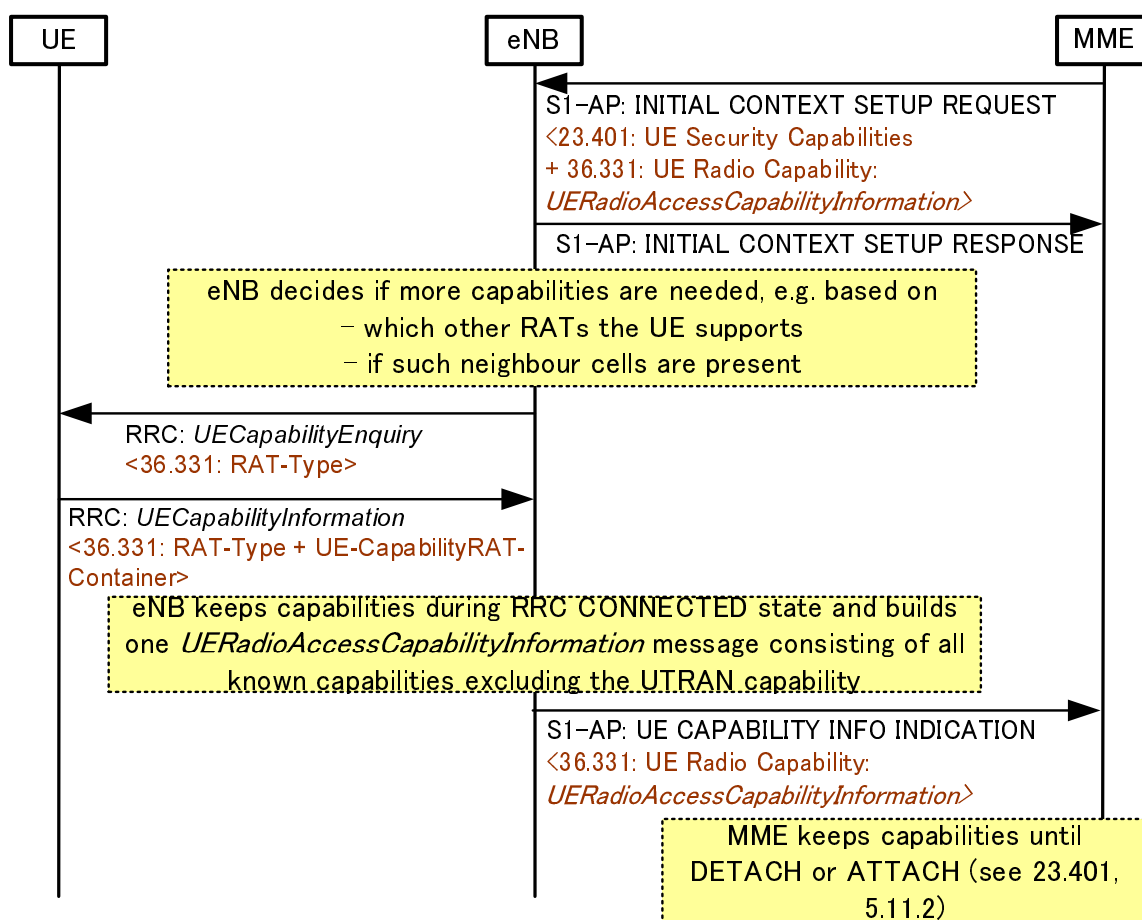 UE
eNB
MME
S1-AP: INITIAL CONTEXT SETUP REQUEST
<23.401: UE Security Capabilities
+ 36.331: UE Radio Capability:
UERadioAccessCapabilityInformation>
S1-AP: INITIAL CONTEXT SETUP RESPONSE
eNB decides if more capabilities are needed, e.g. based on
- which other RATs the UE supports
- if such neighbour cells are present
RRC: UECapabilityEnquiry
<36.331: RAT-Type>
RRC: UECapabilityInformation
<36.331: RAT-Type + UE-CapabilityRAT-
Container>
eNB keeps capabilities during RRC CONNECTED state and builds
one UERadioAccessCapabilityInformation message consisting of all
known capabilities excluding the UTRAN capability
S1-AP: UE CAPABILITY INFO INDICATION
<36.331: UE Radio Capability:
UERadioAccessCapabilityInformation>
MME keeps capabilities until
DETACH or ATTACH (see 23.401,
5.11.2)